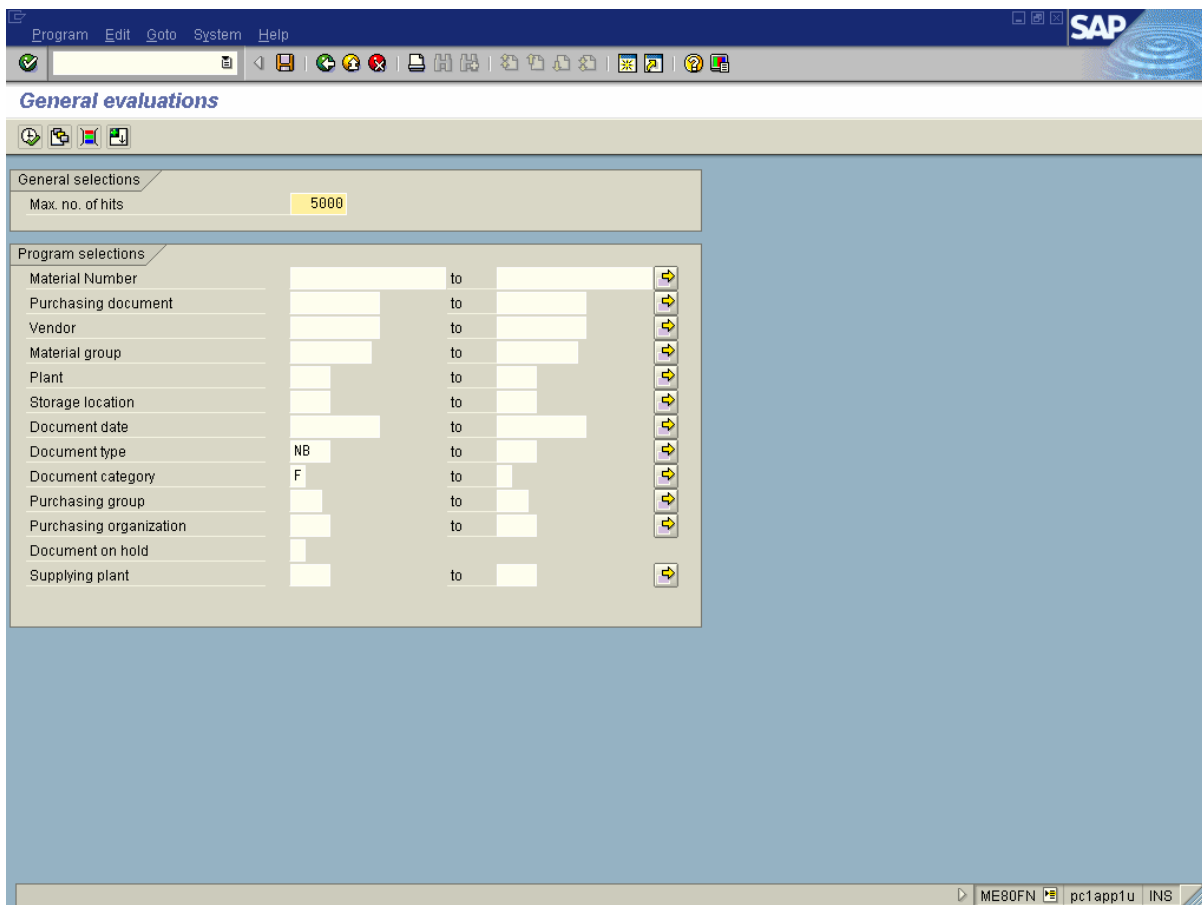 SAP
Program Edit Goto System Help
General evaluations
General selections
Max. no. of hits 5000
Program selections
Material Number to
Purchasing document to
Vendor to
Material group to
Plant to
Storage location to
Document date to
Document type NB to
Document category F to
Purchasing group to
Purchasing organization to
Document on hold
Supplying plant to
ME80FN pc1app1u INS